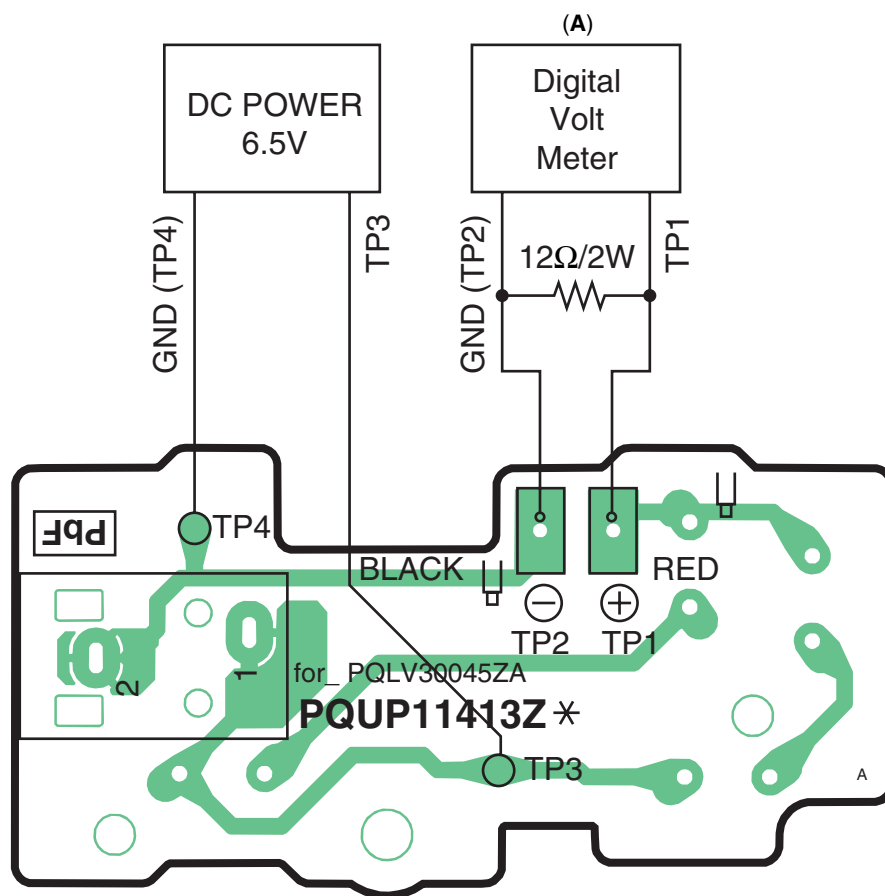 (A)
DC POWER
6.5V
Digital
Volt
Meter
GND (TP4)
TP3
GND (TP2)
12Ω/2W
TP1
PbF
TP4
BLACK
RED
−
+
TP2
TP1
2
1
for_ PQLV30045ZA
PQUP11413Z*
TP3
A